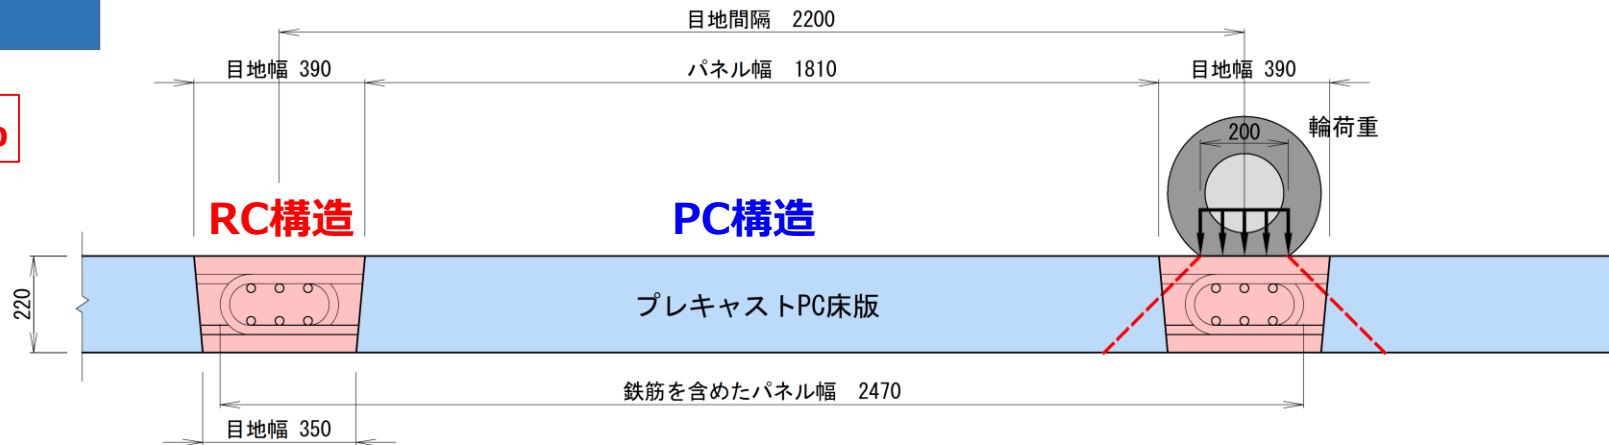 目地間隔 2200
目地幅 390
パネル幅 1810
目地幅 390
200
輪荷重
RC構造
PC構造
220
プレキャストPC床版
鉄筋を含めたパネル幅 2470
目地幅 350